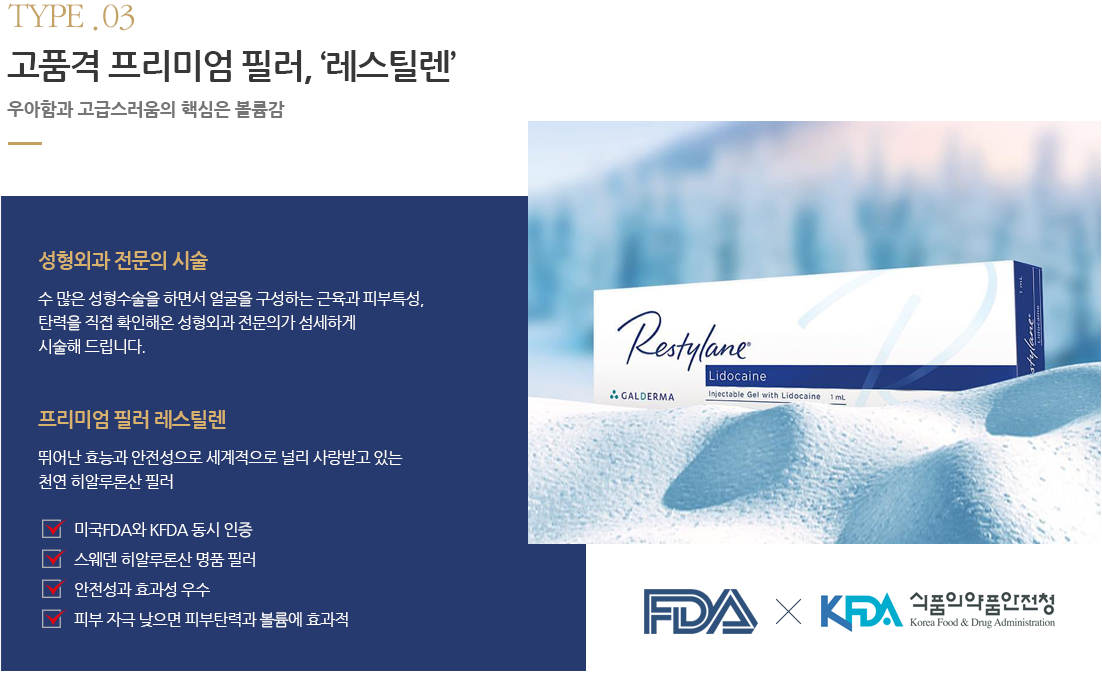 TYPE .03
고품격 프리미엄 필러, ‘레스틸렌’
우아함과 고급스러움의 핵심은 볼륨감
성형외과 전문의 시술
수 많은 성형수술을 하면서 얼굴을 구성하는 근육과 피부특성,
탄력을 직접 확인해온 성형외과 전문의가 섬세하게
시술해 드립니다.
프리미엄 필러 레스틸렌
뛰어난 효능과 안전성으로 세계적으로 널리 사랑받고 있는
천연 히알루론산 필러
미국FDA와 KFDA 동시 인증
스웨덴 히알루론산 명품 필러
안전성과 효과성 우수
피부 자극 낮으면 피부탄력과 볼륨에 효과적
Restylane®
Lidocaine
GALDERMA
Injectable Gel with Lidocaine 1 mL
Restylane®
Lidocaine
1 mL
FDA
KFDA 식품의약품안전청
Korea Food & Drug Administration